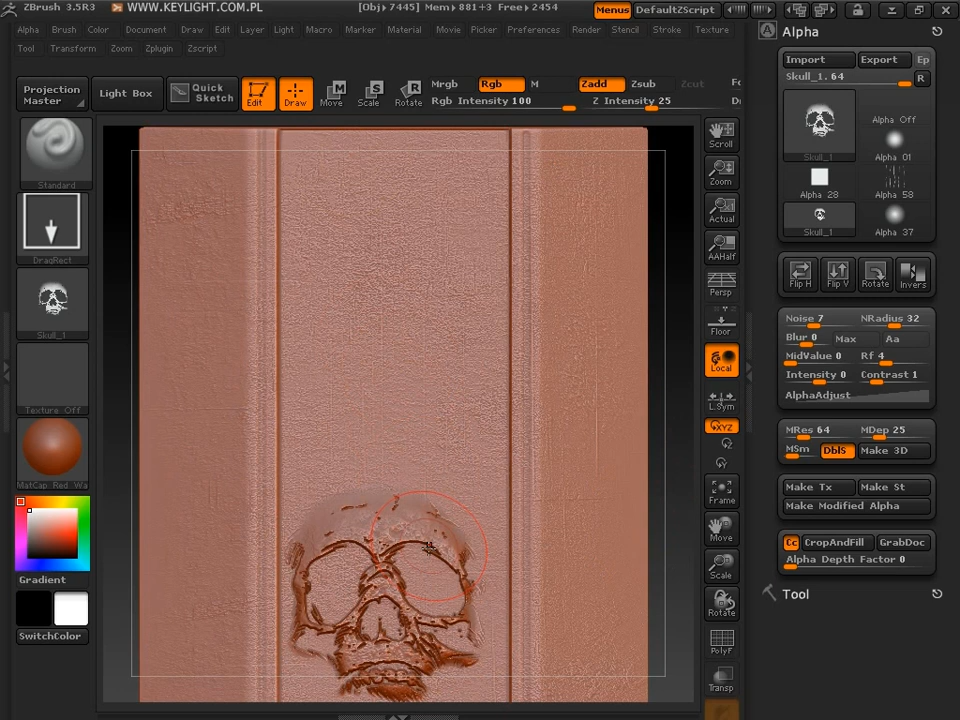 ZBrush 3.5R3 WWW.KEYLIGHT.COM.PL [Obj▸7445] Mem▸881+3 Free▸2454 Menus DefaultZScript
Alpha Brush Color Document Draw Edit Layer Light Macro Marker Material Movie Picker Preferences Render Stencil Stroke Texture
Tool Transform Zoom Zplugin Zscript
Projection Master
Light Box
Quick Sketch
Edit Draw Move Scale Rotate
Mrgb Rgb M Zadd Zsub Zcut
Rgb Intensity 100 Z Intensity 25
Standard
DragRect
Skull_1
Texture Off
MatCap Red Wa
Gradient
SwitchColor
Scroll
Zoom
Actual
AAHalf
Persp
Floor
Local
L.Sym
XYZ
Frame
Move
Scale
Rotate
PolyF
Transp
Alpha
Import Export Ep
Skull_1. 64 R
Skull_1
Alpha Off
Alpha 01
Alpha 28 Alpha 58
Skull_1 Alpha 37
Flip H Flip V Rotate Invers
Noise 7 NRadius 32
Blur 0 Max Aa
MidValue 0 Rf 4
Intensity 0 Contrast 1
AlphaAdjust
MRes 64 MDep 25
MSm DblS Make 3D
Make Tx Make St
Make Modified Alpha
Cc CropAndFill GrabDoc
Alpha Depth Factor 0
Tool